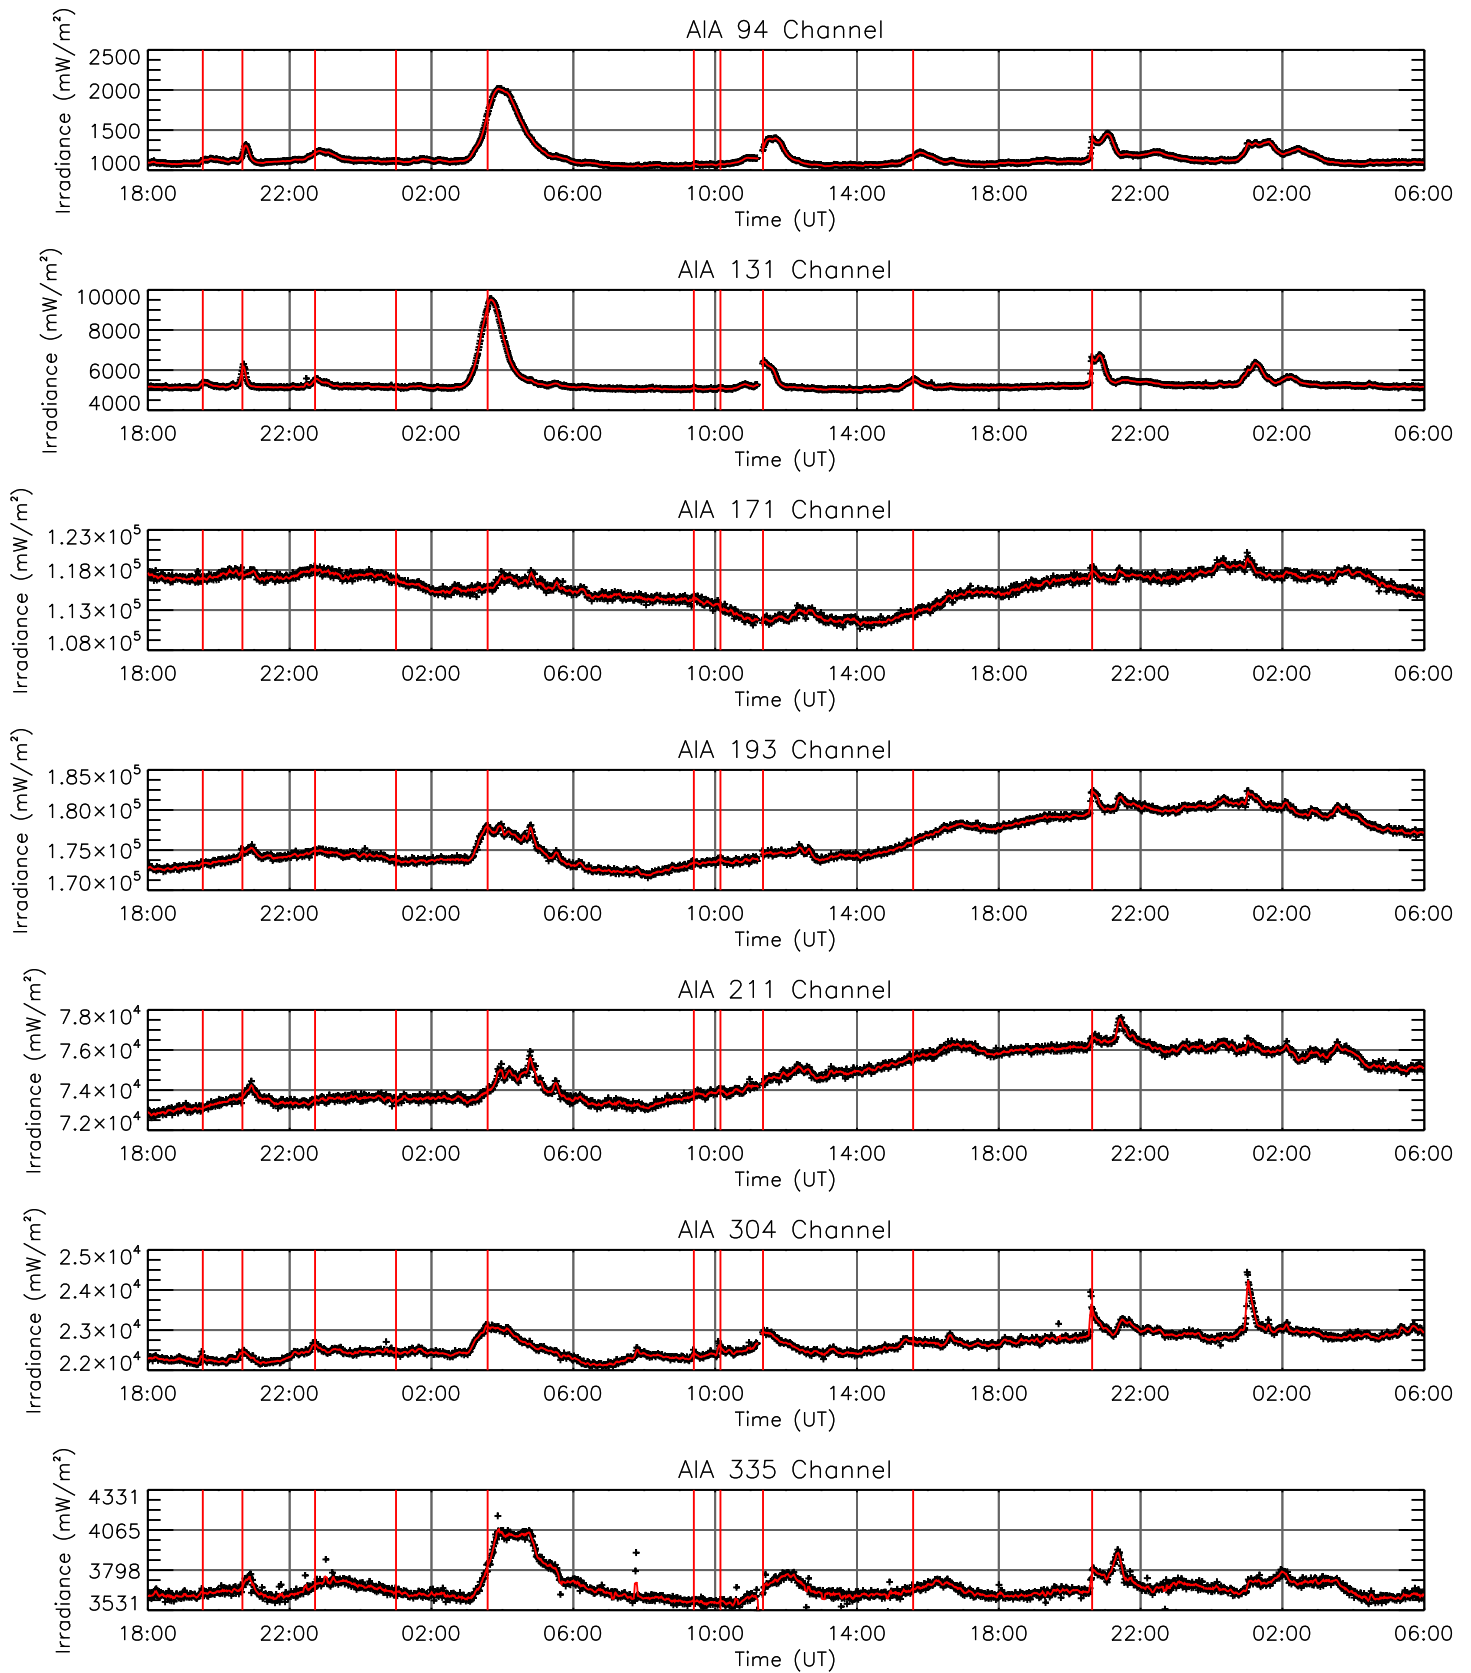 AIA 94 Channel
Irradiance (mW/m²)
2500
2000
1500
1000
18:00 22:00 02:00 06:00 10:00 14:00 18:00 22:00 02:00 06:00
Time (UT)
AIA 131 Channel
Irradiance (mW/m²)
10000
8000
6000
4000
18:00 22:00 02:00 06:00 10:00 14:00 18:00 22:00 02:00 06:00
Time (UT)
AIA 171 Channel
Irradiance (mW/m²)
1.23×10⁵
1.18×10⁵
1.13×10⁵
1.08×10⁵
18:00 22:00 02:00 06:00 10:00 14:00 18:00 22:00 02:00 06:00
Time (UT)
AIA 193 Channel
Irradiance (mW/m²)
1.85×10⁵
1.80×10⁵
1.75×10⁵
1.70×10⁵
18:00 22:00 02:00 06:00 10:00 14:00 18:00 22:00 02:00 06:00
Time (UT)
AIA 211 Channel
Irradiance (mW/m²)
7.8×10⁴
7.6×10⁴
7.4×10⁴
7.2×10⁴
18:00 22:00 02:00 06:00 10:00 14:00 18:00 22:00 02:00 06:00
Time (UT)
AIA 304 Channel
Irradiance (mW/m²)
2.5×10⁴
2.4×10⁴
2.3×10⁴
2.2×10⁴
18:00 22:00 02:00 06:00 10:00 14:00 18:00 22:00 02:00 06:00
Time (UT)
AIA 335 Channel
Irradiance (mW/m²)
4331
4065
3798
3531
18:00 22:00 02:00 06:00 10:00 14:00 18:00 22:00 02:00 06:00
Time (UT)